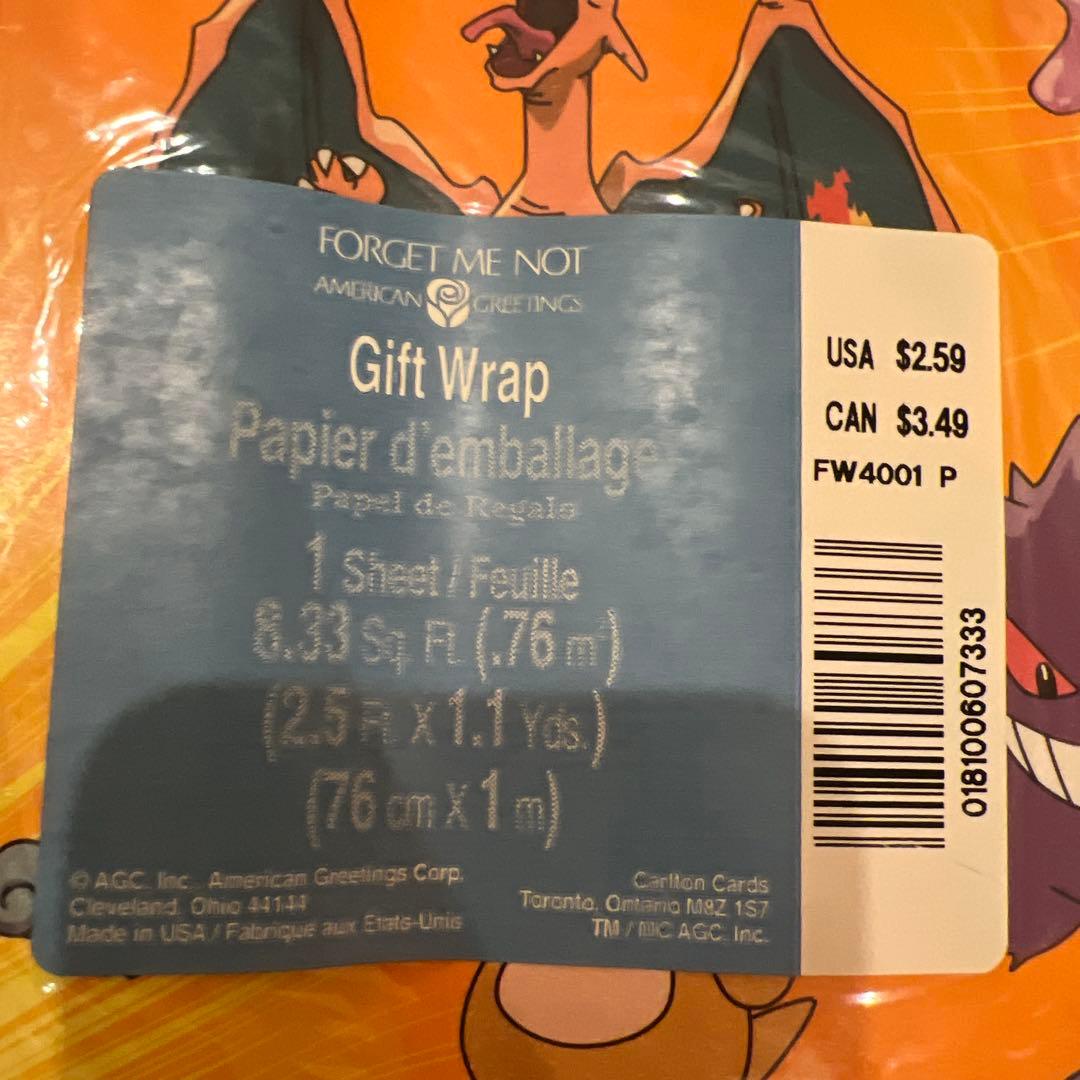 FORGET ME NOT
AMERICAN GREETINGS
Gift Wrap
Papier d'emballage
Papel de Regalo
1 Sheet / Feuille
8.33 Sq. Ft. (.76 m²)
(2.5 Ft. X 1.1 Yds.)
(76 cm X 1 m)
© AGC, Inc. American Greetings Corp.
Cleveland, Ohio 44144
Made in USA / Fabriqué aux Etats-Unis
Carlton Cards
Toronto, Ontario M8Z 1S7
TM / MC AGC, Inc.
USA $2.59
CAN $3.49
FW4001 P
018100607333